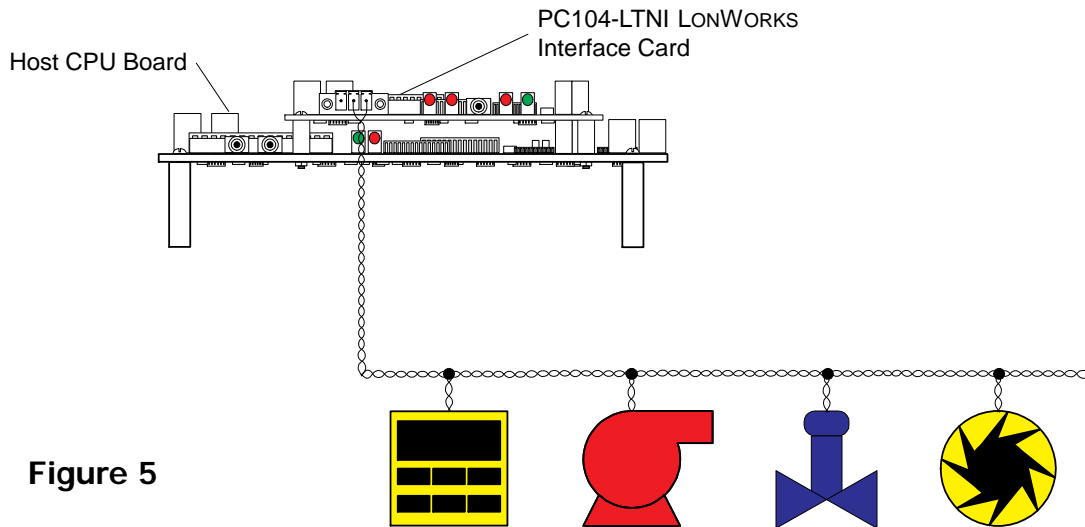 PC104-LTNI LONWORKS
Interface Card
Host CPU Board
Figure 5